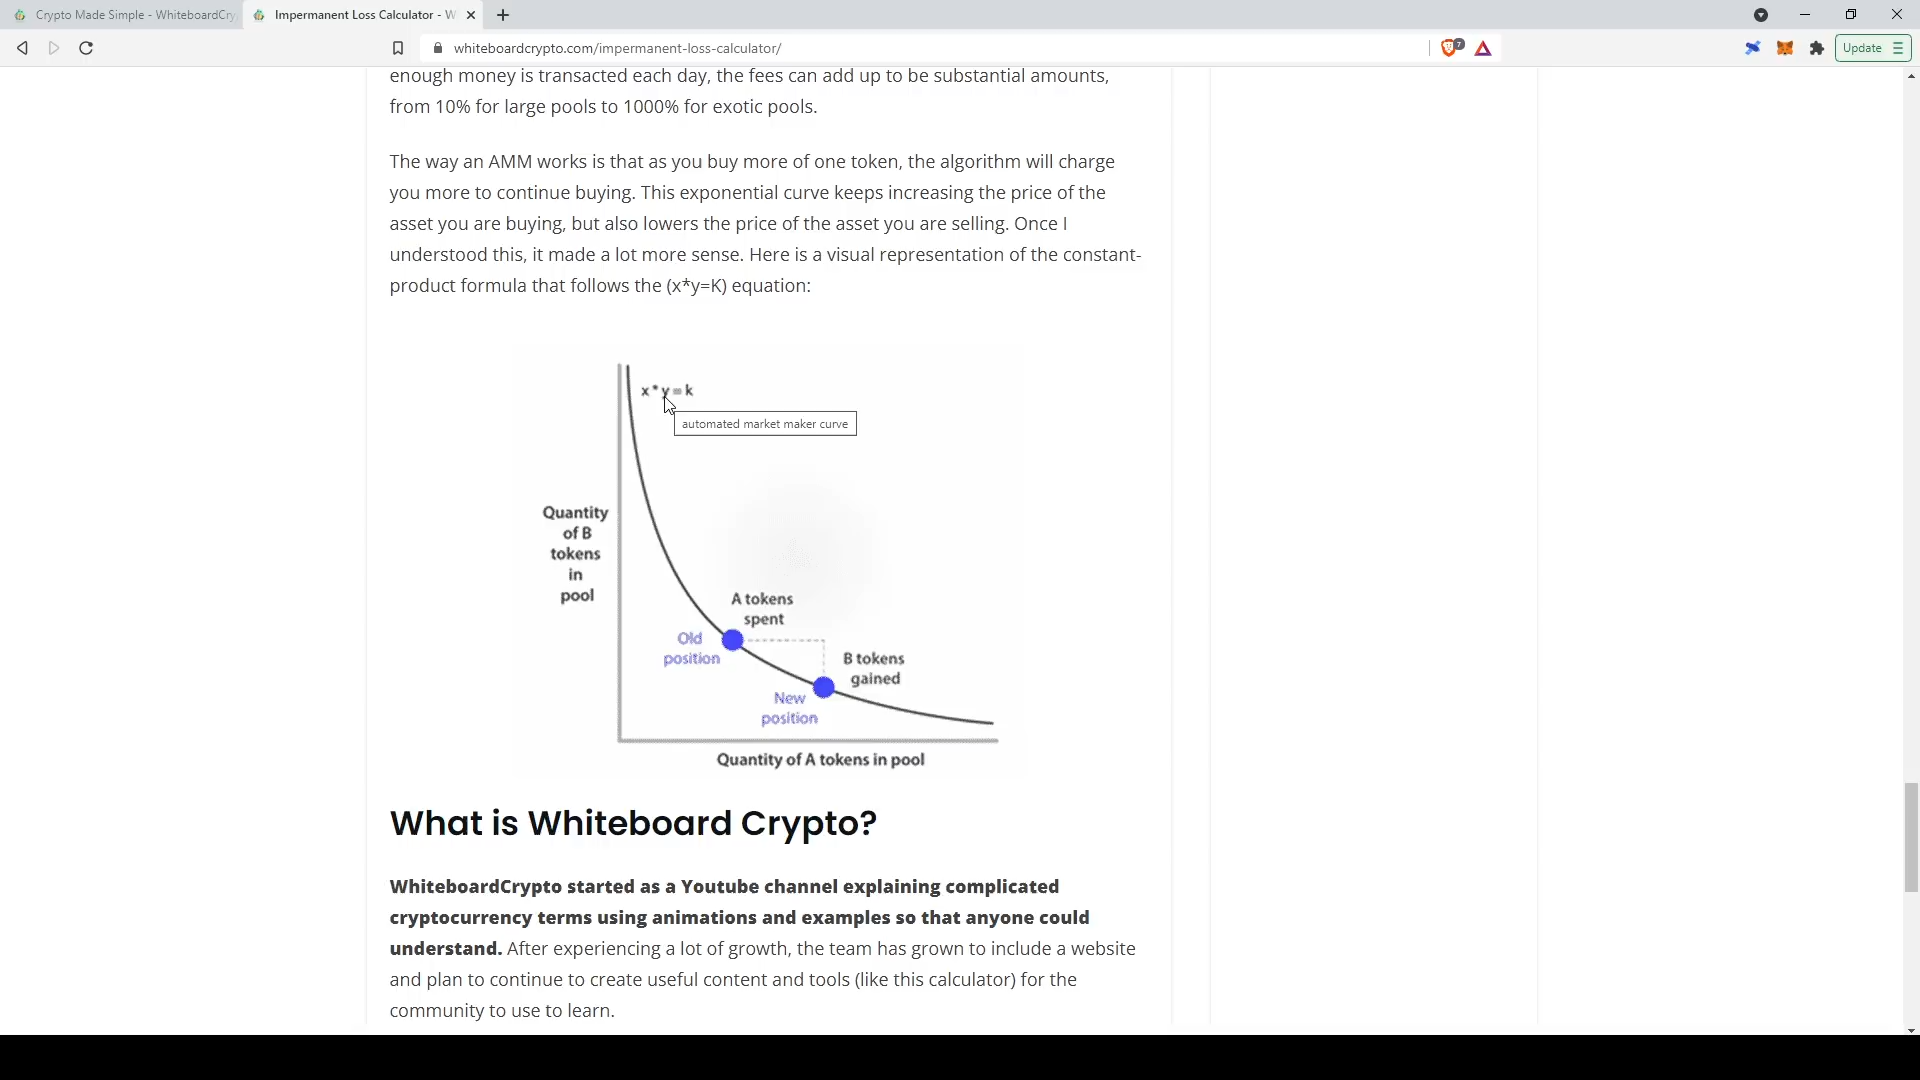 Crypto Made Simple - WhiteboardCry
Impermanent Loss Calculator - W
whiteboardcrypto.com/impermanent-loss-calculator/
7
Update
enough money is transacted each day, the fees can add up to be substantial amounts,
from 10% for large pools to 1000% for exotic pools.
The way an AMM works is that as you buy more of one token, the algorithm will charge
you more to continue buying. This exponential curve keeps increasing the price of the
asset you are buying, but also lowers the price of the asset you are selling. Once I
understood this, it made a lot more sense. Here is a visual representation of the constant-
product formula that follows the (x*y=K) equation:
x * y = k
automated market maker curve
Quantity
of B
tokens
in
pool
A tokens
spent
Old
position
B tokens
gained
New
position
Quantity of A tokens in pool
What is Whiteboard Crypto?
WhiteboardCrypto started as a Youtube channel explaining complicated
cryptocurrency terms using animations and examples so that anyone could
understand. After experiencing a lot of growth, the team has grown to include a website
and plan to continue to create useful content and tools (like this calculator) for the
community to use to learn.